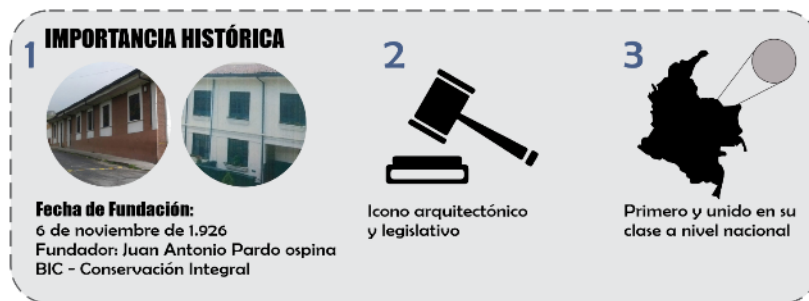 IMPORTANCIA HISTÓRICA
1
Fecha de Fundación:
6 de noviembre de 1.926
Fundador: Juan Antonio Pardo ospina
BIC - Conservación Integral
2
Icono arquitectónico
y legislativo
3
Primero y unido en su
clase a nivel nacional